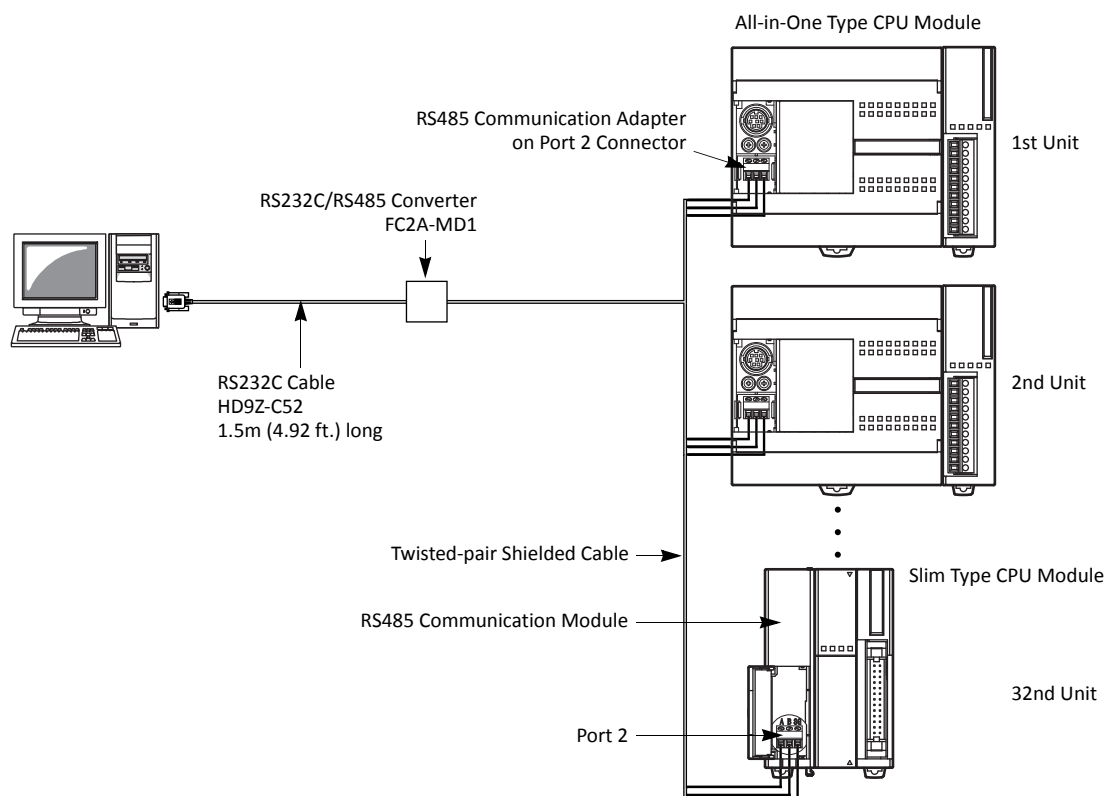 All-in-One Type CPU Module
RS485 Communication Adapter
on Port 2 Connector
1st Unit
RS232C/RS485 Converter
FC2A-MD1
RS232C Cable
HD9Z-C52
1.5m (4.92 ft.) long
2nd Unit
Twisted-pair Shielded Cable
Slim Type CPU Module
RS485 Communication Module
32nd Unit
A B SG
Port 2